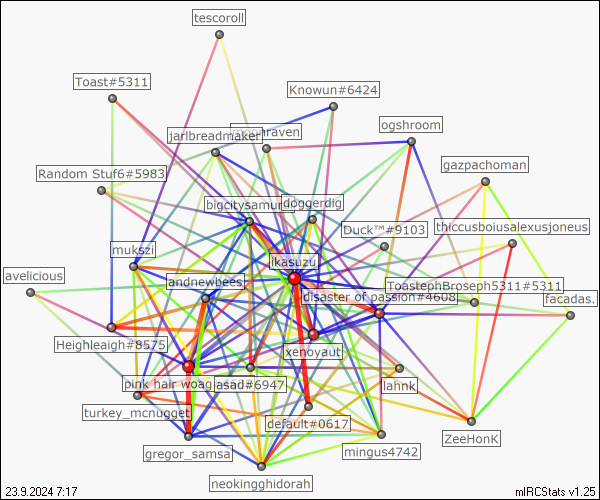 tescoroll
Toast#5311
Knowun#6424
ogshroom
jarlbreadmaker
gazpachoman
Random Stuf6#5983
bigcitysamurai
doggerdig
Duck™#9103
thiccusboiusalexusjoneus
mukszi
ikasuzu
avelicious
andnewbees
ToastephBroseph5311#5311
disaster of passion#4608
facadas.
Heighleaigh#8575
xenoyaut
pink hair woag
asad#6947
lahnk
turkey_mcnugget
default#0617
ZeeHonK
gregor_samsa
mingus4742
neokingghidorah
23.9.2024 7:17
mIRCStats v1.25